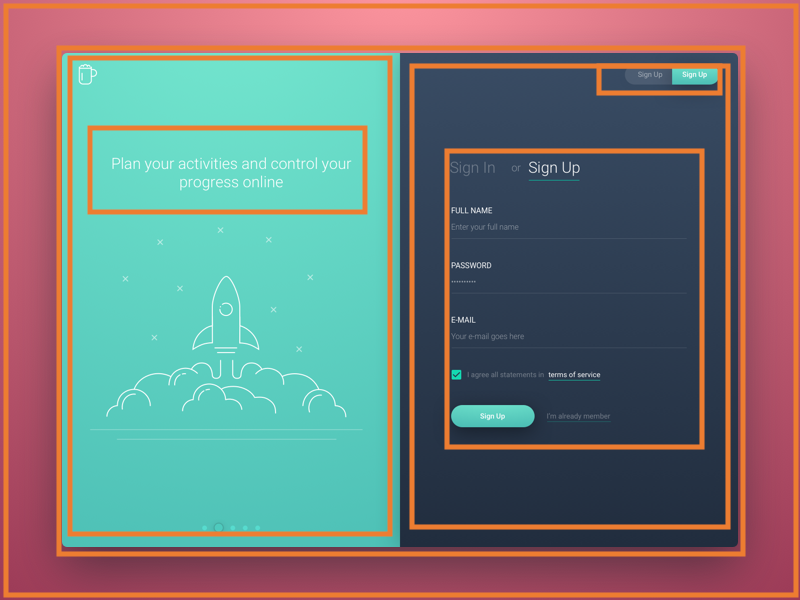 Plan your activities and control your
progress online
Sign Up
Sign Up
Sign In or Sign Up
FULL NAME
Enter your full name
PASSWORD
••••••••••
E-MAIL
Your e-mail goes here
I agree all statements in terms of service
Sign Up
I'm already member